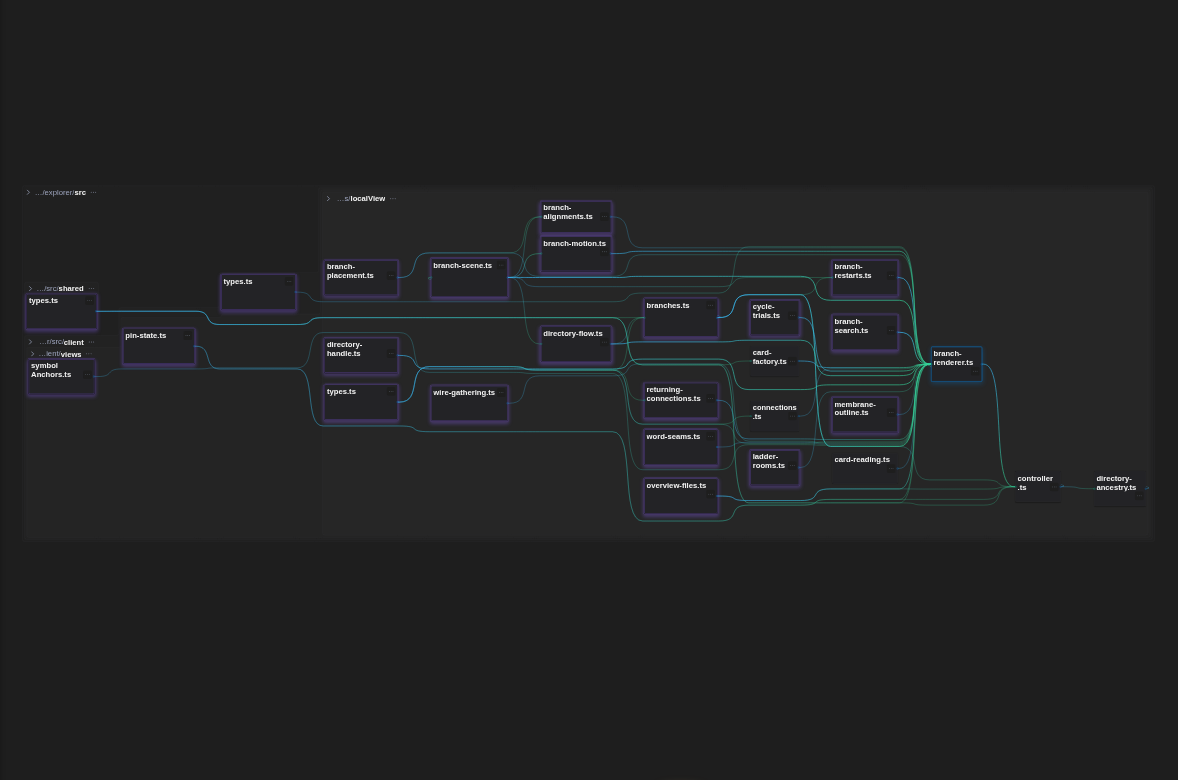 …/explorer/src ···
…s/localView ···
branch-
alignments.ts
branch-motion.ts
branch-
placement.ts
branch-scene.ts
branch-
restarts.ts
types.ts
…/src/shared ···
types.ts
branches.ts
cycle-
trials.ts
branch-
search.ts
pin-state.ts
directory-flow.ts
…r/src/client ···
…lient/views ···
directory-
handle.ts
card-
factory.ts
branch-
renderer.ts
symbol
Anchors.ts
types.ts
wire-gathering.ts
returning-
connections.ts
connections
.ts
membrane-
outline.ts
word-seams.ts
ladder-
rooms.ts
card-reading.ts
overview-files.ts
controller
.ts
directory-
ancestry.ts